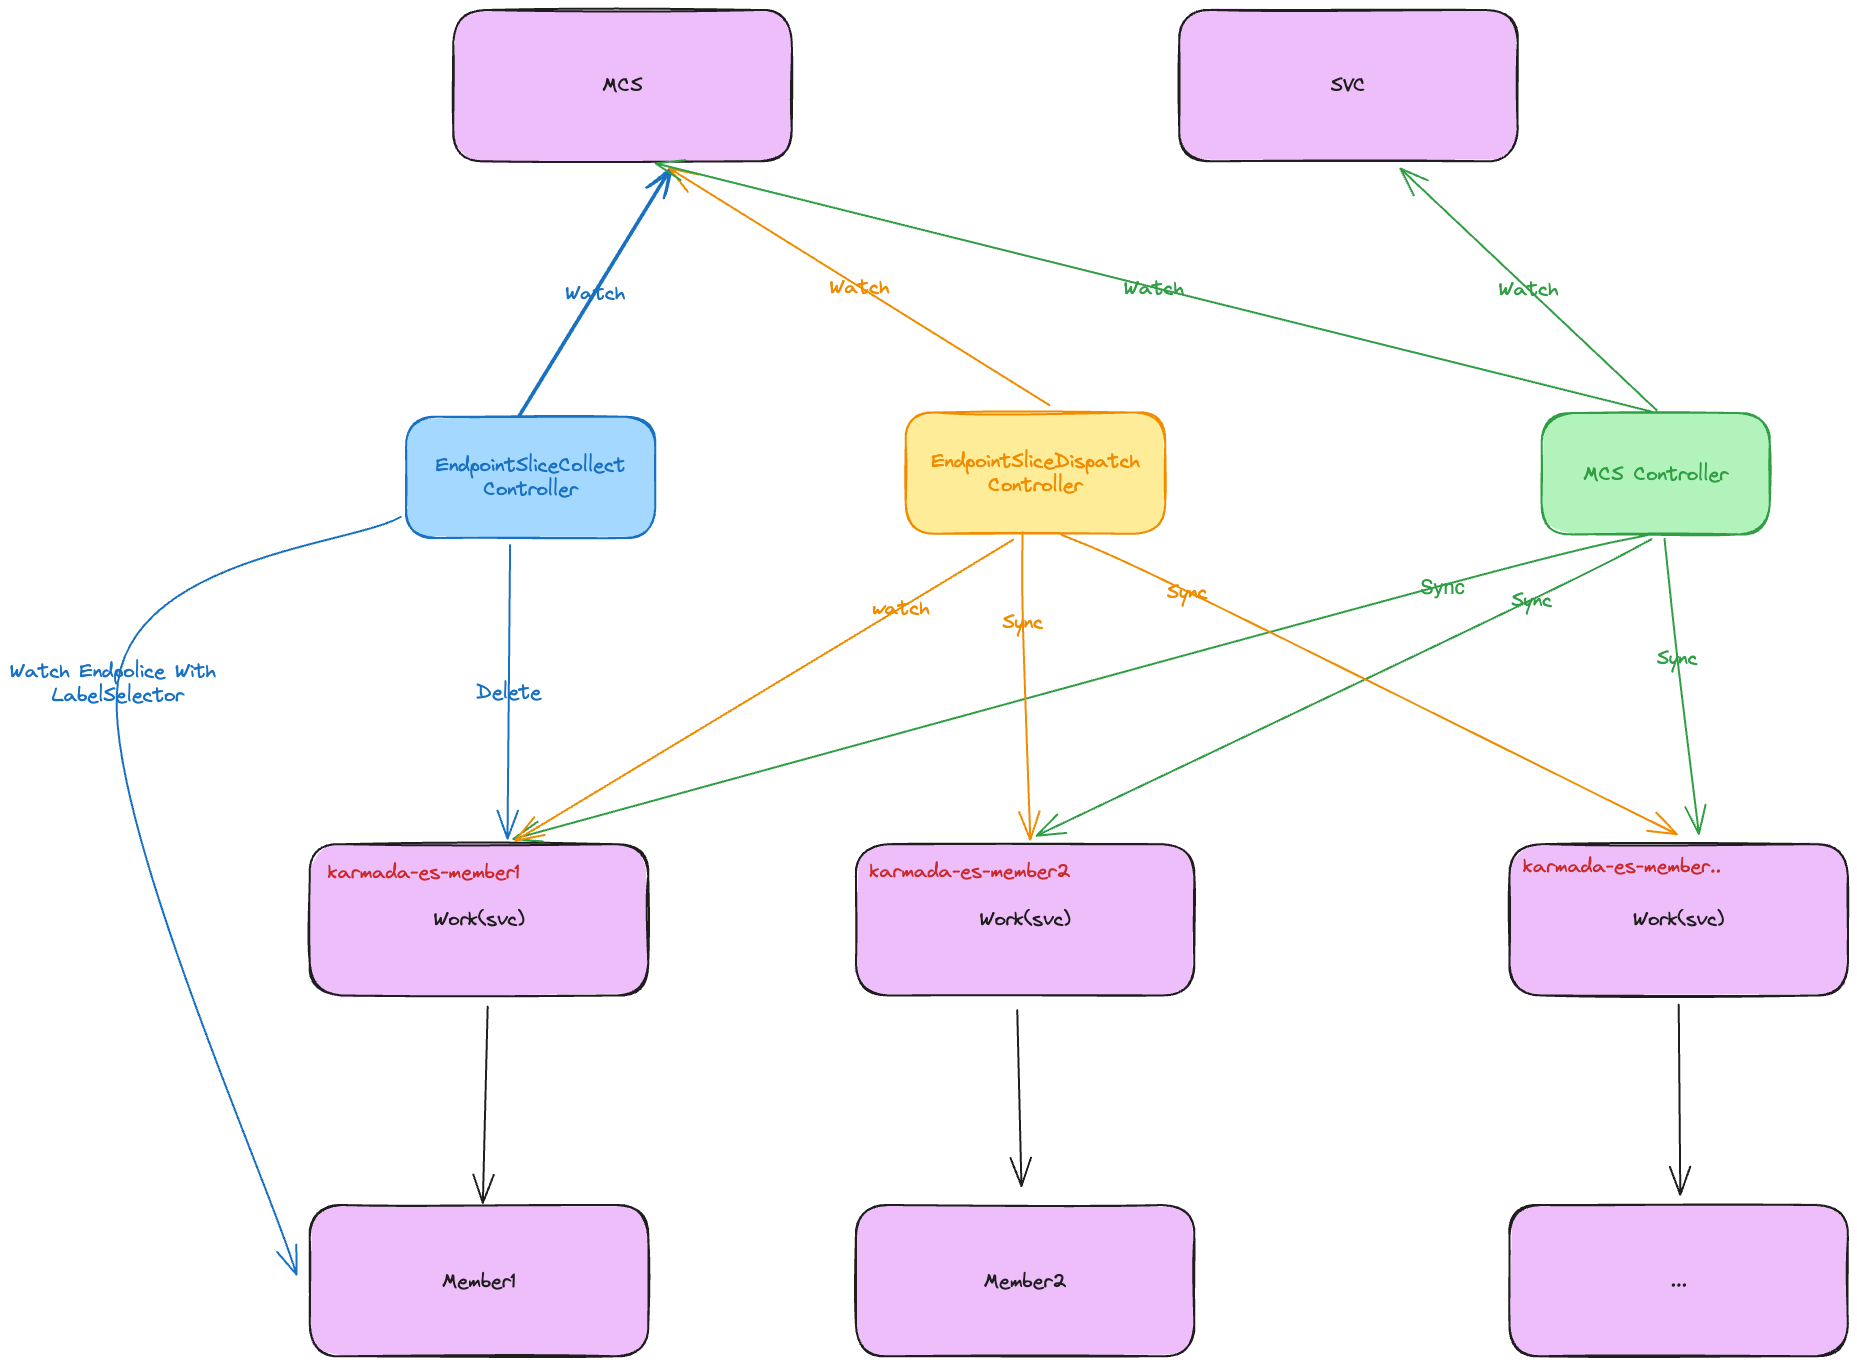 MCS
SVC
Watch
Watch
Watch
Watch
EndpointSliceCollect
Controller
EndpointSliceDispatch
Controller
MCS Controller
Sync
Sync
Sync
watch
Sync
Sync
Watch Endpolice With
LabelSelector
Delete
karmada-es-member1
Work(svc)
karmada-es-member2
Work(svc)
karmada-es-member..
Work(svc)
Member1
Member2
...